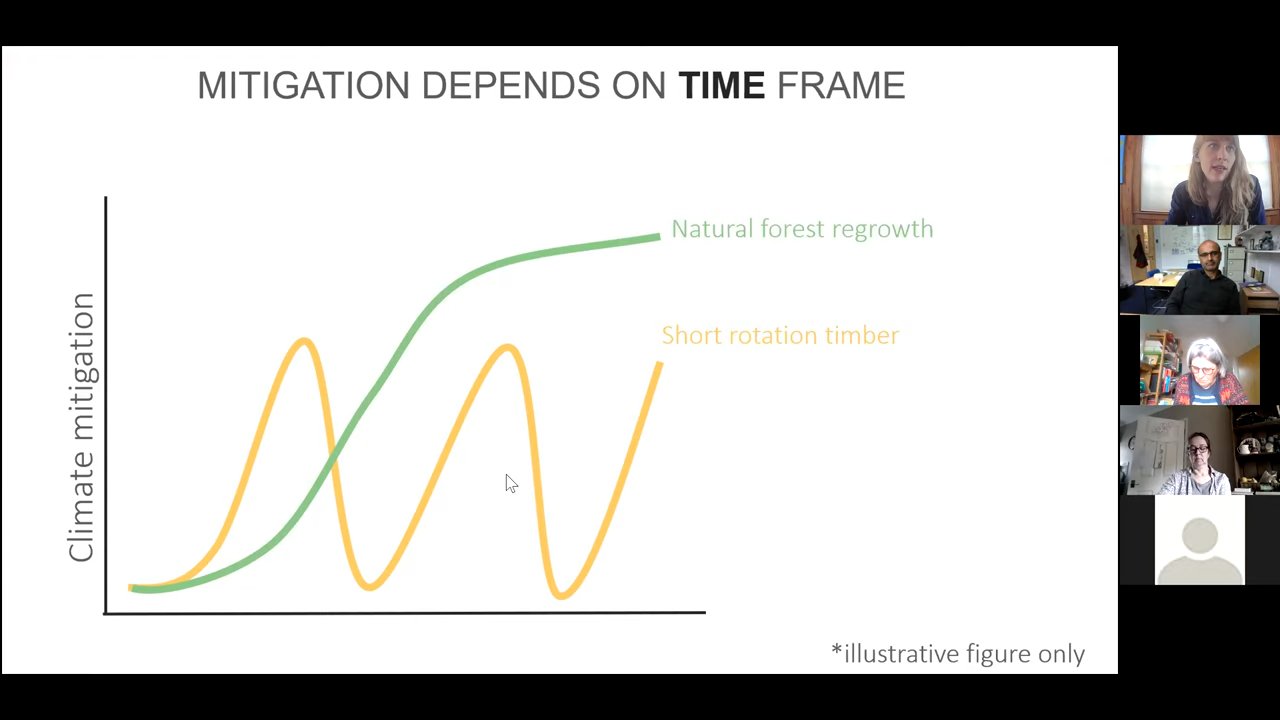 MITIGATION DEPENDS ON TIME FRAME
Natural forest regrowth
Short rotation timber
Climate mitigation
*illustrative figure only